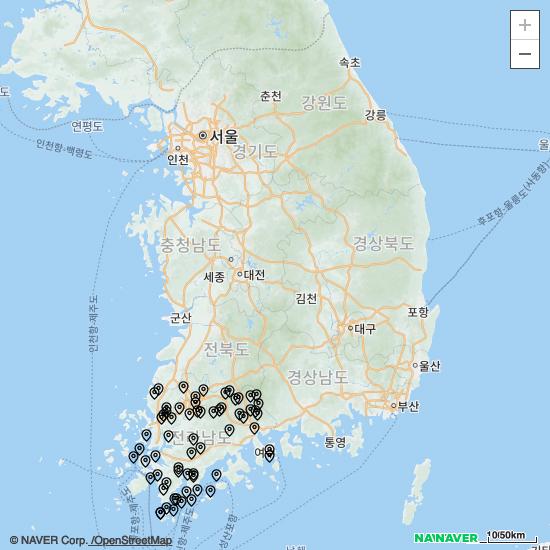 +
−
속초
춘천
강원도
강릉
연평도
서울
인천
경기도
인천항-백령도
울
후포항-울릉도(사동항)
충청남도
경상북도
세종
대전
김천
인천항-제주도
군산
포항
대구
전북도
울산
경상남도
부산
전라남도
통영
여
© NAVER Corp. /OpenStreetMap
NAVER
10/50km